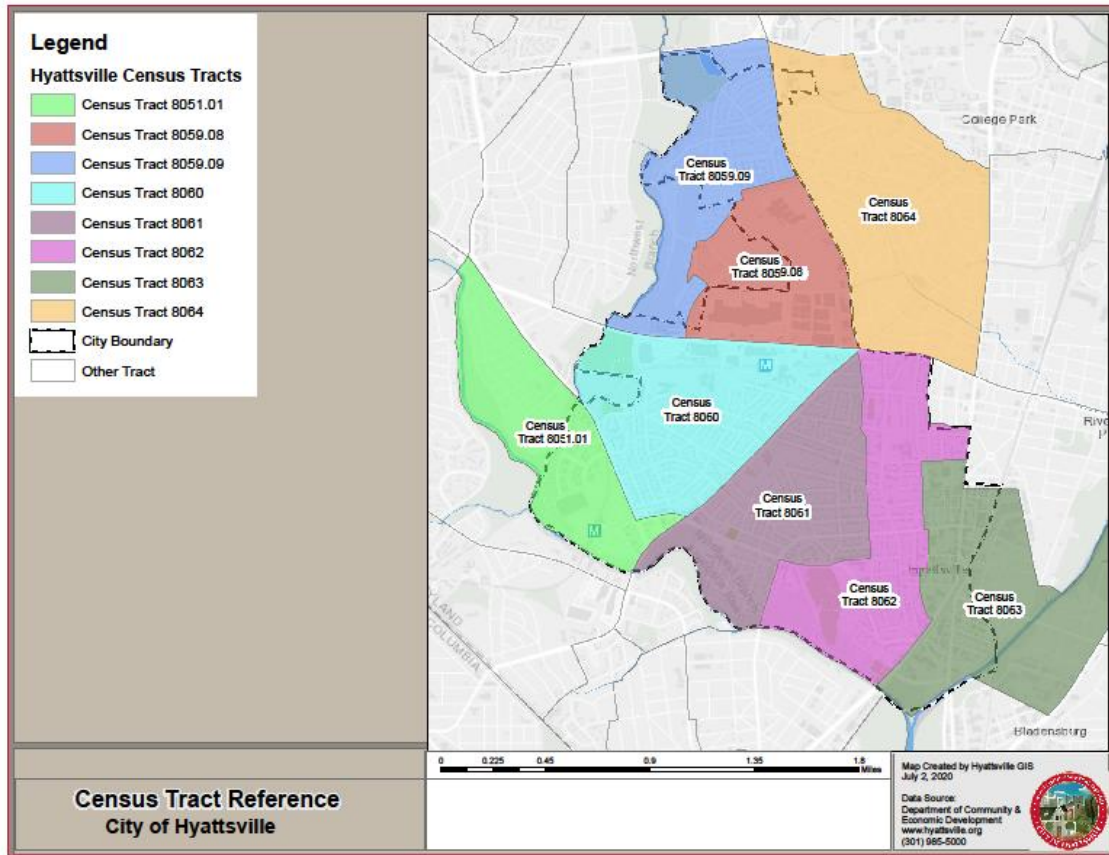 Legend
Hyattsville Census Tracts
Census Tract 8051.01
Census Tract 8059.08
Census Tract 8059.09
Census Tract 8060
Census Tract 8061
Census Tract 8062
Census Tract 8063
Census Tract 8064
City Boundary
Other Tract
College Park
Census
Tract 8059.09
Census
Tract 8064
Northwest
Branch
Census
Tract 8059.08
M
Census
Tract 8060
Census
Tract 8051.01
Census
Tract 8061
M
Hyattsville
Census
Tract 8062
Census
Tract 8063
COLUMBIA
Bladensburg
0 0.225 0.45 0.9 1.35 1.8
Miles
Census Tract Reference
City of Hyattsville
Map Created by Hyattsville GIS
July 2, 2020
Data Source:
Department of Community &
Economic Development
www.hyattsville.org
(301) 985-5000